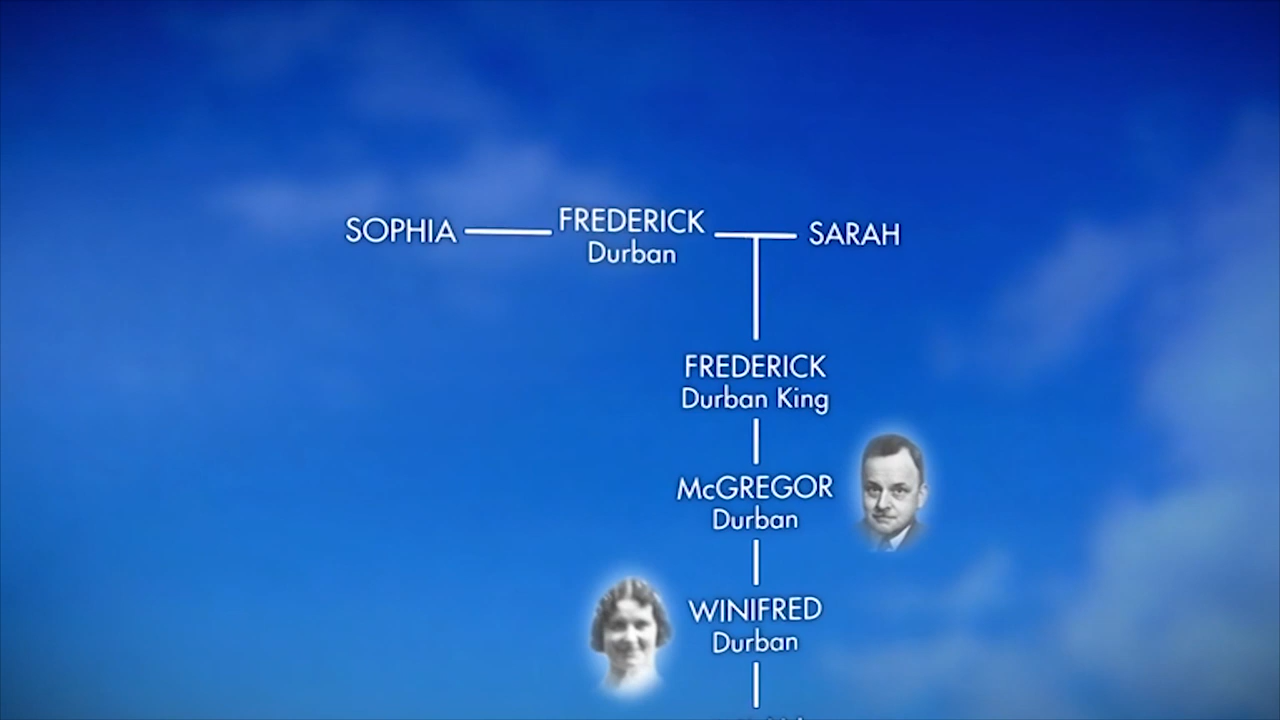 SOPHIA
FREDERICK
Durban
SARAH
FREDERICK
Durban King
McGREGOR
Durban
WINIFRED
Durban